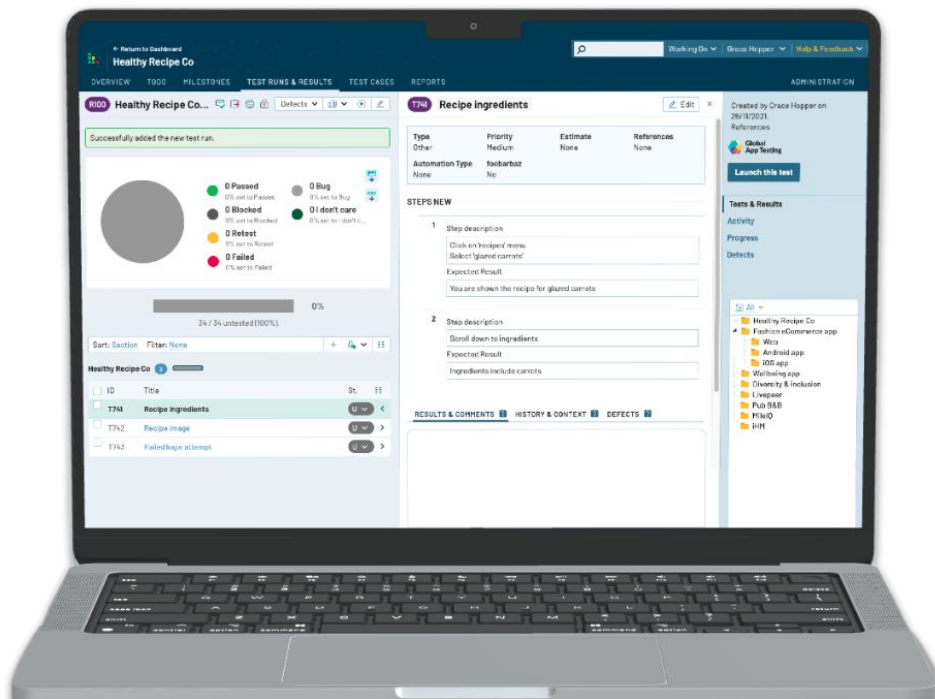 ← Return to Dashboard
Healthy Recipe Co
Working On
Grace Hopper
Help & Feedback
OVERVIEW TODO MILESTONES TEST RUNS & RESULTS TEST CASES REPORTS
ADMINISTRATION
R100 Healthy Recipe Co...
Defects
Successfully added the new test run.
0 Passed
0% set to Passed
0 Blocked
0% set to Blocked
0 Retest
0% set to Retest
0 Failed
0% set to Failed
0 Bug
0% set to Bug
0 I don't care
0% set to I don't c...
0%
34 / 34 untested (100%).
Sort: Section Filter: None
Healthy Recipe Co 3
ID Title St.
T741 Recipe ingredients U
T742 Recipe image U
T743 Failed login attempt U
T741 Recipe ingredients
Edit ×
Type Priority Estimate References
Other Medium None None
Automation Type foobarbaz
None No
STEPS NEW
1 Step description
Click on 'recipes' menu
Select 'glazed carrots'
Expected Result
You are shown the recipe for glazed carrots
2 Step description
Scroll down to ingredients
Expected Result
Ingredients include carrots
RESULTS & COMMENTS HISTORY & CONTEXT DEFECTS
Created by Grace Hopper on
26/11/2021.
References:
Global
App Testing
Launch this test
Tests & Results
Activity
Progress
Defects
All
Healthy Recipe Co
Fashion eCommerce app
Web
Android app
iOS app
Wellbeing app
Diversity & inclusion
Livepeer
Pub B&B
MileIQ
iHM